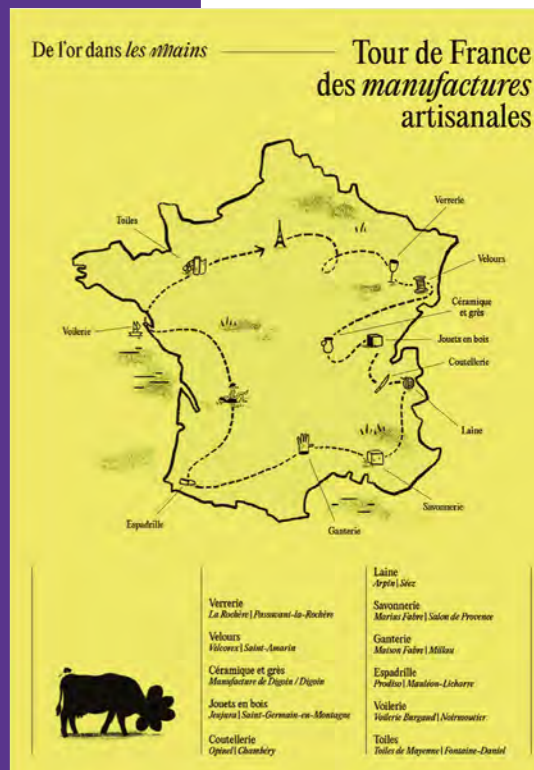 De l'or dans les mains
Tour de France
des manufactures
artisanales
Toiles
Verrerie
Velours
Céramique
et grès
Voilerie
Jouets en bois
Coutellerie
Laine
Savonnerie
Espadrille
Ganterie
Verrerie
La Rochère | Passavant-la-Rochère
Velours
Velcorex | Saint-Amarin
Céramique et grès
Manufacture de Digoin / Digoin
Jouets en bois
Jeujura | Saint-Germain-en-Montagne
Coutellerie
Opinel | Chambéry
Laine
Arpin | Séez
Savonnerie
Marius Fabre | Salon de Provence
Ganterie
Maison Fabre | Millau
Espadrille
Prodiso | Mauléon-Licharre
Voilerie
Voilerie Burgaud | Noirmoutier
Toiles
Toiles de Mayenne | Fontaine-Daniel